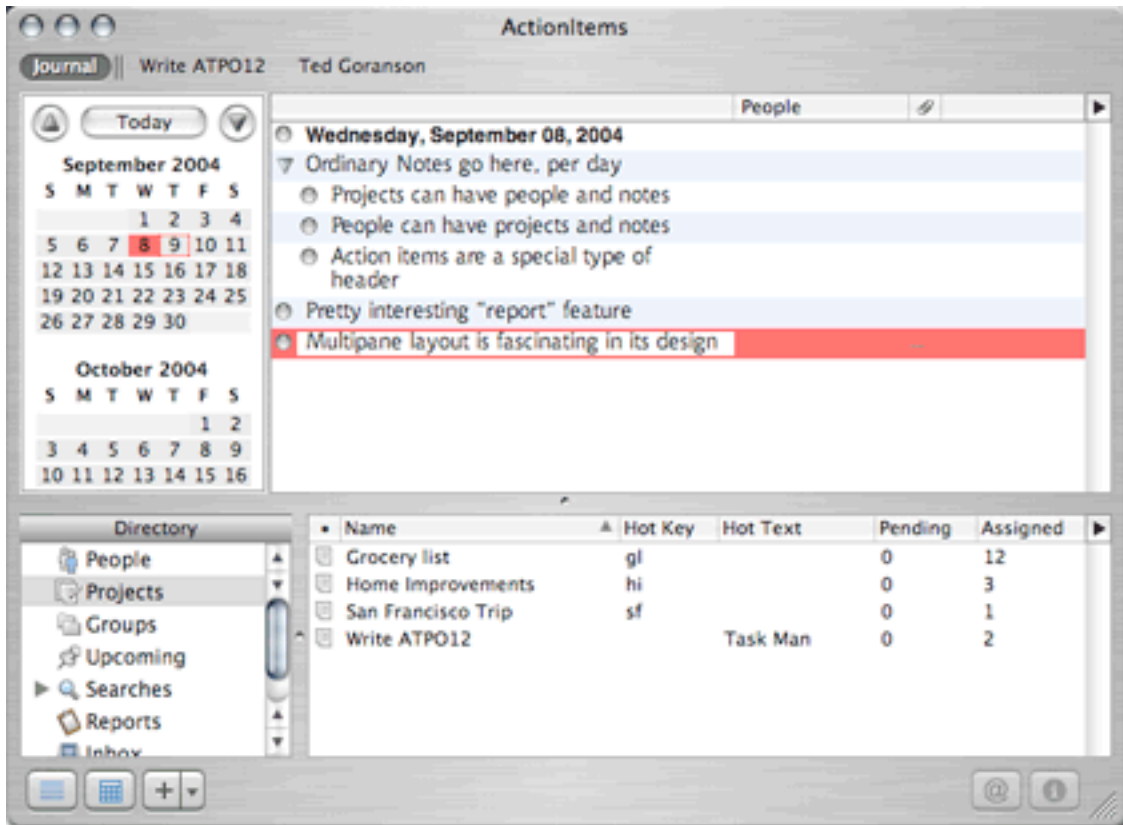 ActionItems
Journal Write ATPO12 Ted Goranson
Today
September 2004
S M T W T F S
1 2 3 4
5 6 7 8 9 10 11
12 13 14 15 16 17 18
19 20 21 22 23 24 25
26 27 28 29 30
October 2004
S M T W T F S
1 2
3 4 5 6 7 8 9
10 11 12 13 14 15 16
People
Wednesday, September 08, 2004
Ordinary Notes go here, per day
Projects can have people and notes
People can have projects and notes
Action items are a special type of
header
Pretty interesting "report" feature
Multipane layout is fascinating in its design
Directory
People
Projects
Groups
Upcoming
Searches
Reports
Inbox
• Name Hot Key Hot Text Pending Assigned
Grocery list gl 0 12
Home Improvements hi 0 3
San Francisco Trip sf 0 1
Write ATPO12 Task Man 0 2